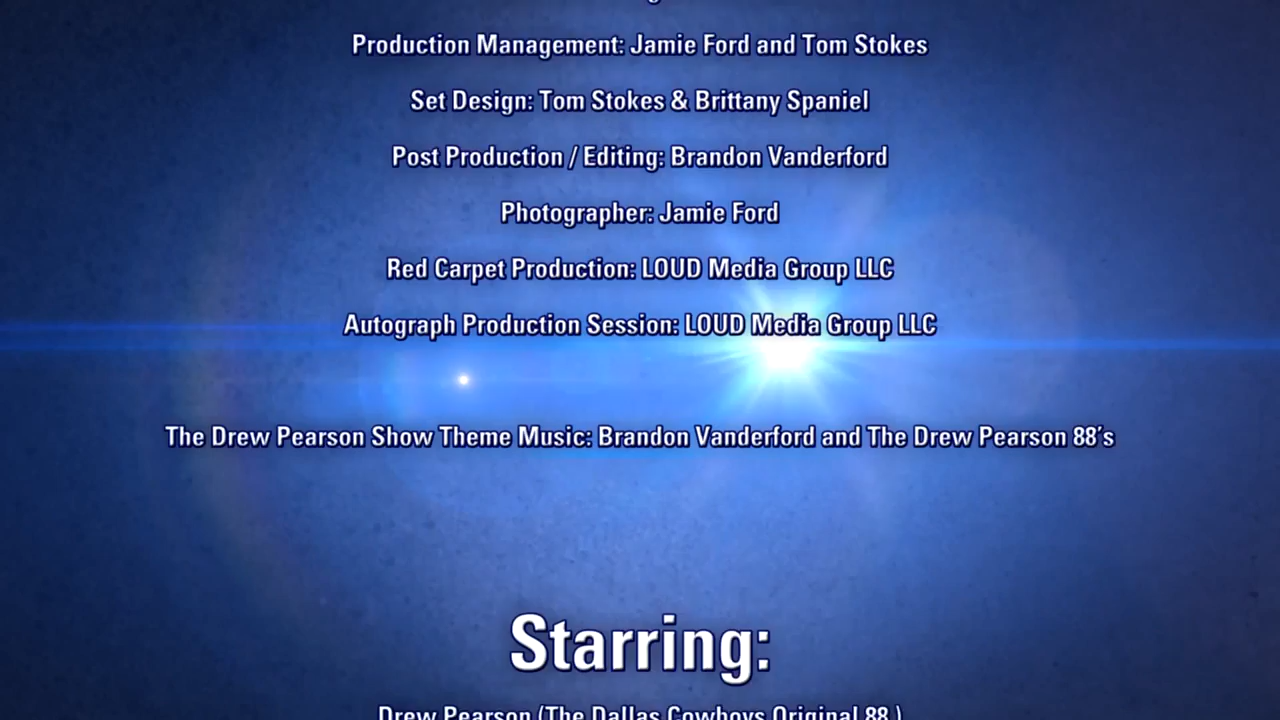 Production Management: Jamie Ford and Tom Stokes
Set Design: Tom Stokes & Brittany Spaniel
Post Production / Editing: Brandon Vanderford
Photographer: Jamie Ford
Red Carpet Production: LOUD Media Group LLC
Autograph Production Session: LOUD Media Group LLC
The Drew Pearson Show Theme Music: Brandon Vanderford and The Drew Pearson 88's
Starring:
Drew Pearson (The Dallas Cowboys Original 88 )